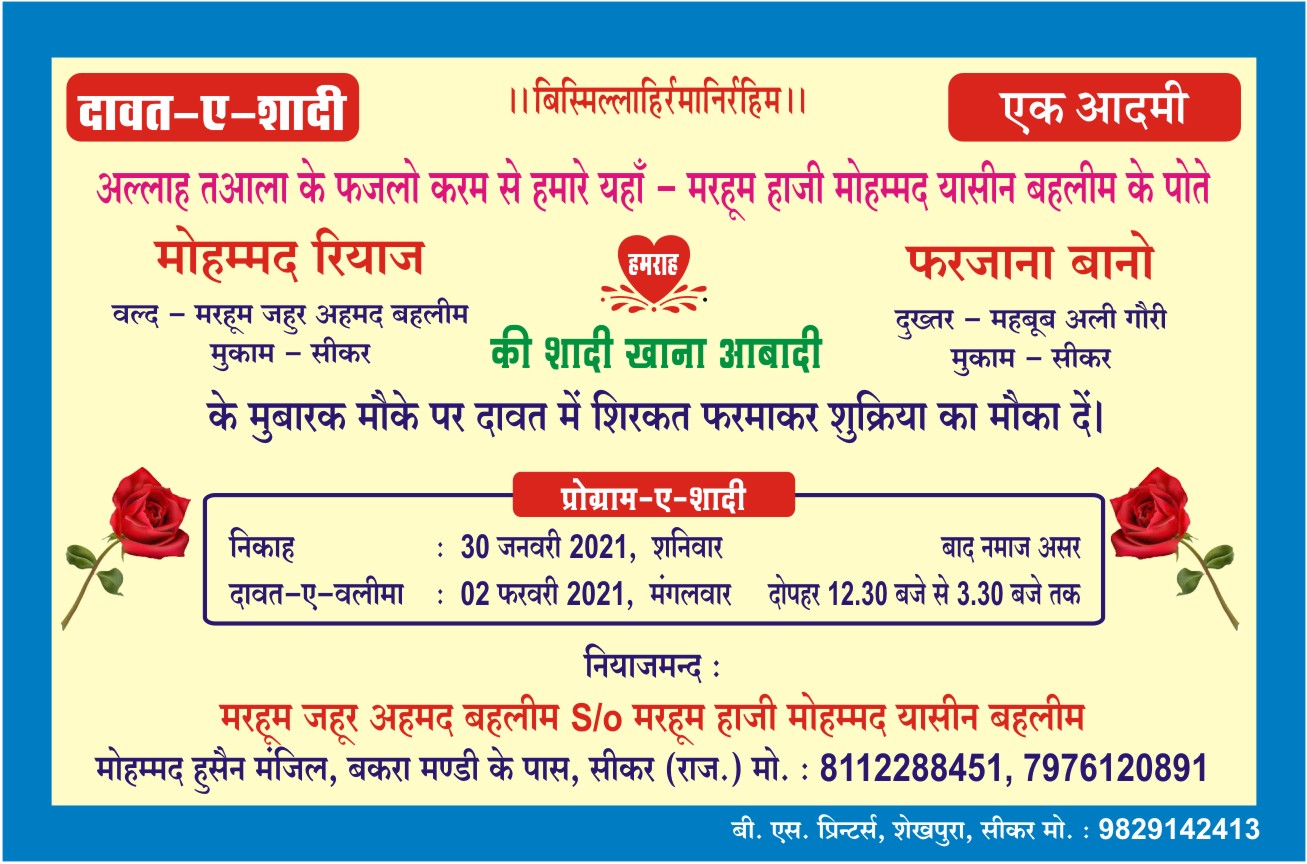 दावत-ए-शादी
।।बिस्मिल्लाहिर्रमानिर्रहिम।।
एक आदमी
अल्लाह तआला के फजलो करम से हमारे यहाँ - मरहूम हाजी मोहम्मद यासीन बहलीम के पोते
मोहम्मद रियाज
हमराह
फरजाना बानो
वल्द - मरहूम जहुर अहमद बहलीम
मुकाम - सीकर
दुख्तर - महबूब अली गौरी
मुकाम - सीकर
की शादी खाना आबादी
के मुबारक मौके पर दावत में शिरकत फरमाकर शुक्रिया का मौका दें।
प्रोग्राम-ए-शादी
निकाह : 30 जनवरी 2021, शनिवार बाद नमाज असर
दावत-ए-वलीमा : 02 फरवरी 2021, मंगलवार दोपहर 12.30 बजे से 3.30 बजे तक
नियाजमन्द :
मरहूम जहूर अहमद बहलीम S/o मरहूम हाजी मोहम्मद यासीन बहलीम
मोहम्मद हुसैन मंजिल, बकरा मण्डी के पास, सीकर (राज.) मो. : 8112288451, 7976120891
बी. एस. प्रिन्टर्स, शेखपुरा, सीकर मो. : 9829142413